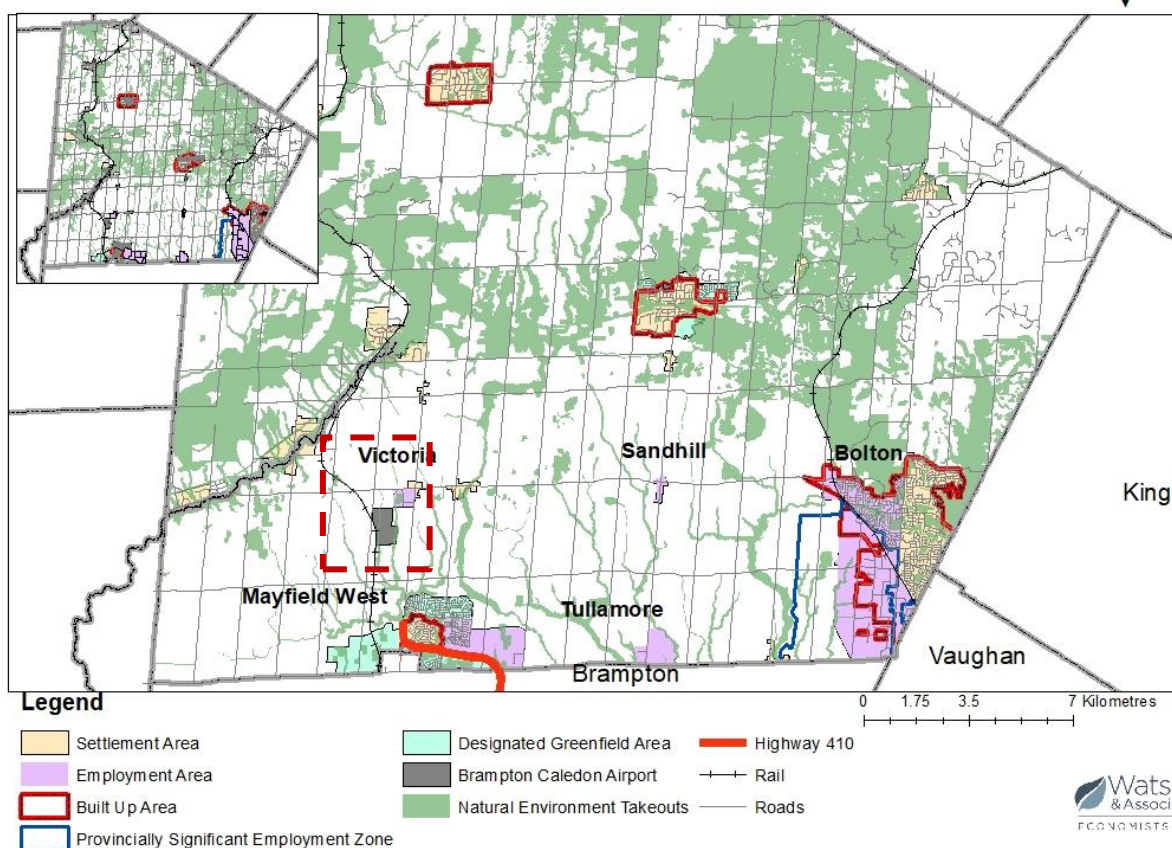 Victoria
Sandhill
Bolton
King
Mayfield West
Tullamore
Brampton
Vaughan
Legend
0 1.75 3.5 7 Kilometres
Settlement Area
Employment Area
Built Up Area
Provincially Significant Employment Zone
Designated Greenfield Area
Brampton Caledon Airport
Natural Environment Takeouts
Highway 410
Rail
Roads
Wats
& Associ
ECONOMISTS